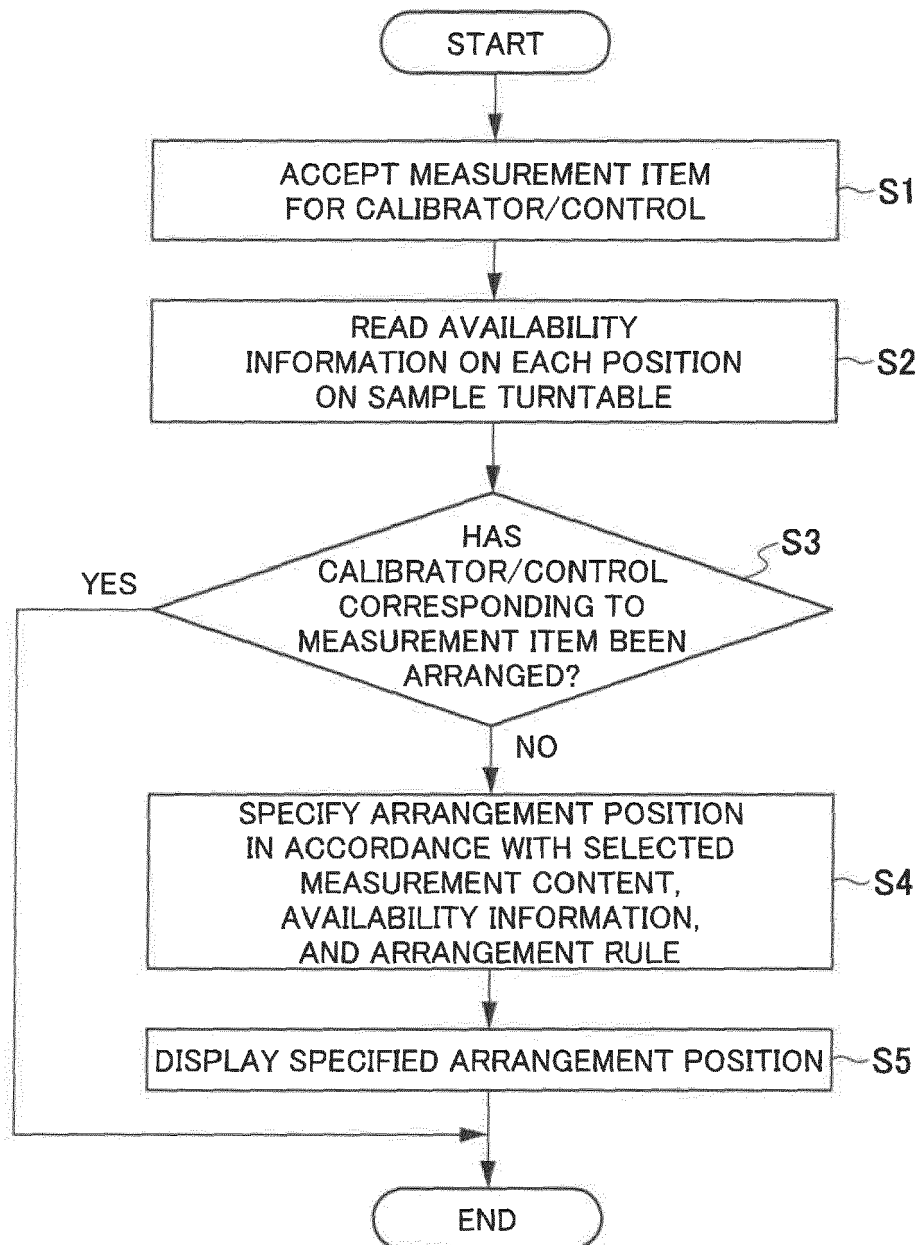 START
ACCEPT MEASUREMENT ITEM
FOR CALIBRATOR/CONTROL
S1
READ AVAILABILITY
INFORMATION ON EACH POSITION
ON SAMPLE TURNTABLE
S2
HAS
CALIBRATOR/CONTROL
CORRESPONDING TO
MEASUREMENT ITEM BEEN
ARRANGED?
S3
YES
NO
SPECIFY ARRANGEMENT POSITION
IN ACCORDANCE WITH SELECTED
MEASUREMENT CONTENT,
AVAILABILITY INFORMATION,
AND ARRANGEMENT RULE
S4
DISPLAY SPECIFIED ARRANGEMENT POSITION
S5
END